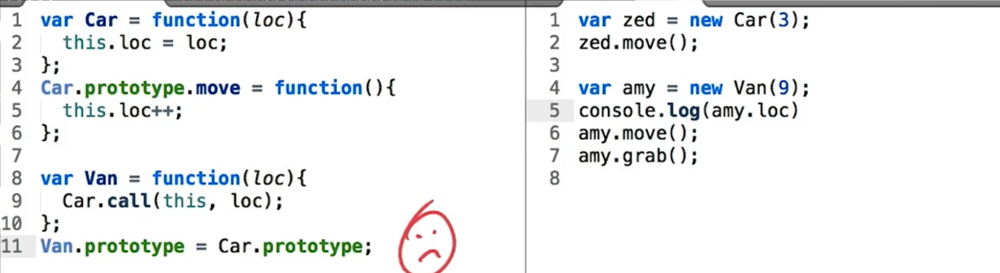 1 var Car = function(loc){
2   this.loc = loc;
3 };
4 Car.prototype.move = function(){
5   this.loc++;
6 };
7
8 var Van = function(loc){
9   Car.call(this, loc);
10 };
11 Van.prototype = Car.prototype;
1 var zed = new Car(3);
2 zed.move();
3
4 var amy = new Van(9);
5 console.log(amy.loc)
6 amy.move();
7 amy.grab();
8